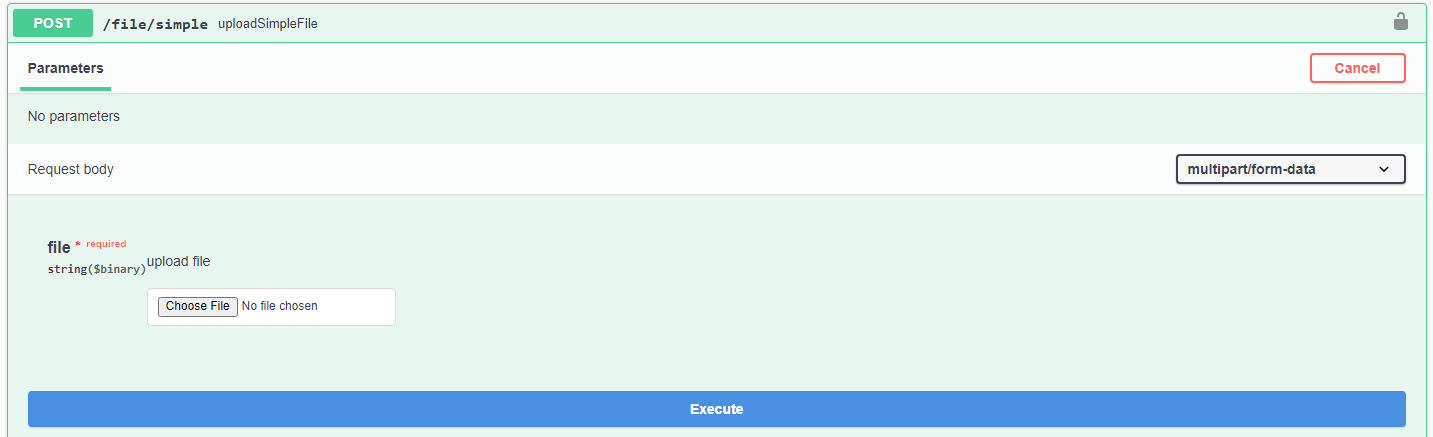 POST /file/simple uploadSimpleFile
Parameters
Cancel
No parameters
Request body
multipart/form-data
file * required
string($binary)
upload file
Choose File No file chosen
Execute